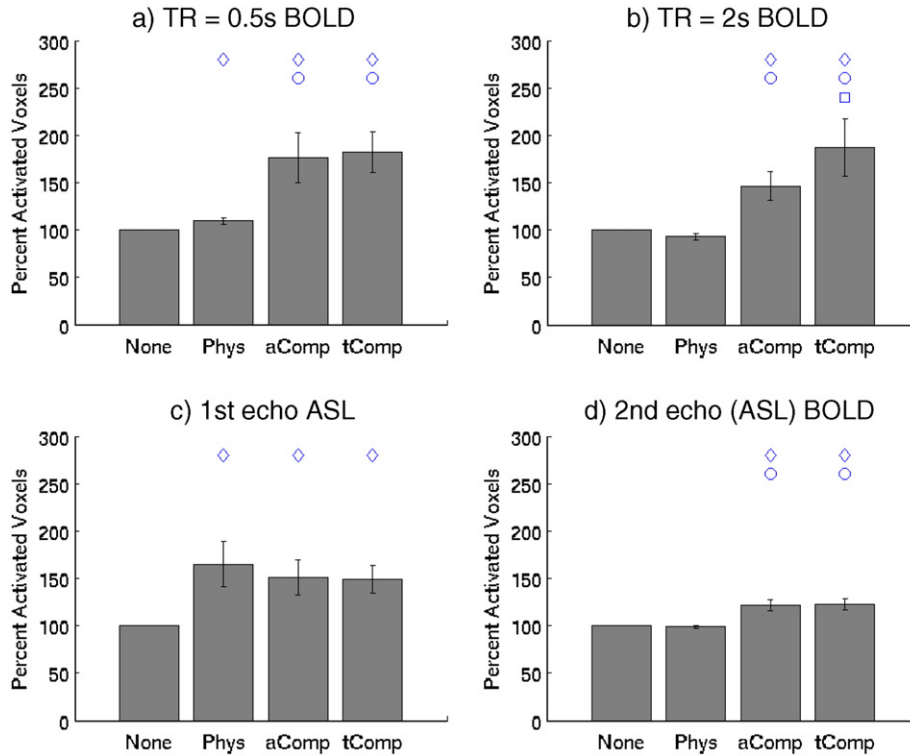 a) TR = 0.5s BOLD
Percent Activated Voxels
300
250
200
150
100
50
0
None Phys aComp tComp
b) TR = 2s BOLD
Percent Activated Voxels
300
250
200
150
100
50
0
None Phys aComp tComp
c) 1st echo ASL
Percent Activated Voxels
300
250
200
150
100
50
0
None Phys aComp tComp
d) 2nd echo (ASL) BOLD
Percent Activated Voxels
300
250
200
150
100
50
0
None Phys aComp tComp